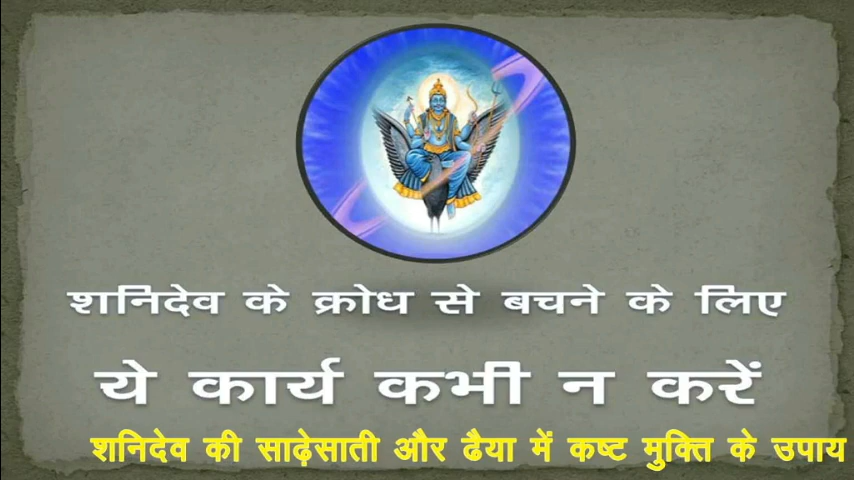 शनिदेव के क्रोध से बचने के लिए
ये कार्य कभी न करें
शनिदेव की साढ़ेसाती और ढैया में कष्ट मुक्ति के उपाय